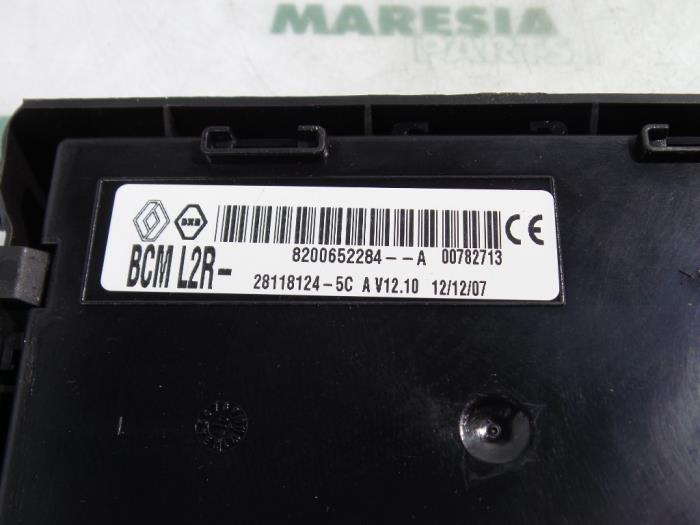 MARESIA
PARTS
8200652284--A 00782713
BCM L2R-
28118124-5C A V12.10 12/12/07
CE